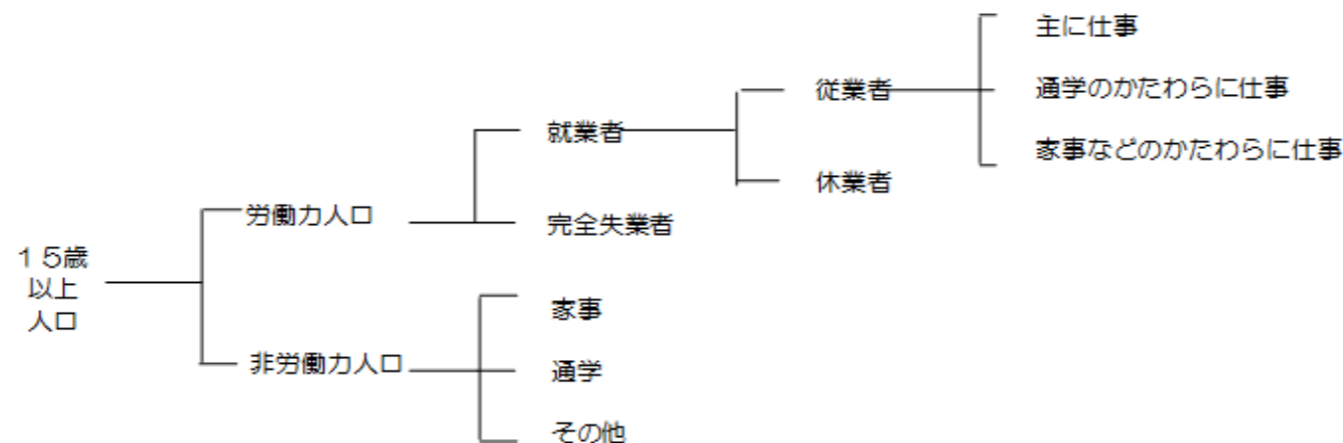 主に仕事
従業者
通学のかたわらに仕事
就業者
家事などのかたわらに仕事
休業者
労働力人口
完全失業者
１５歳
以上
人口
家事
非労働力人口
通学
その他